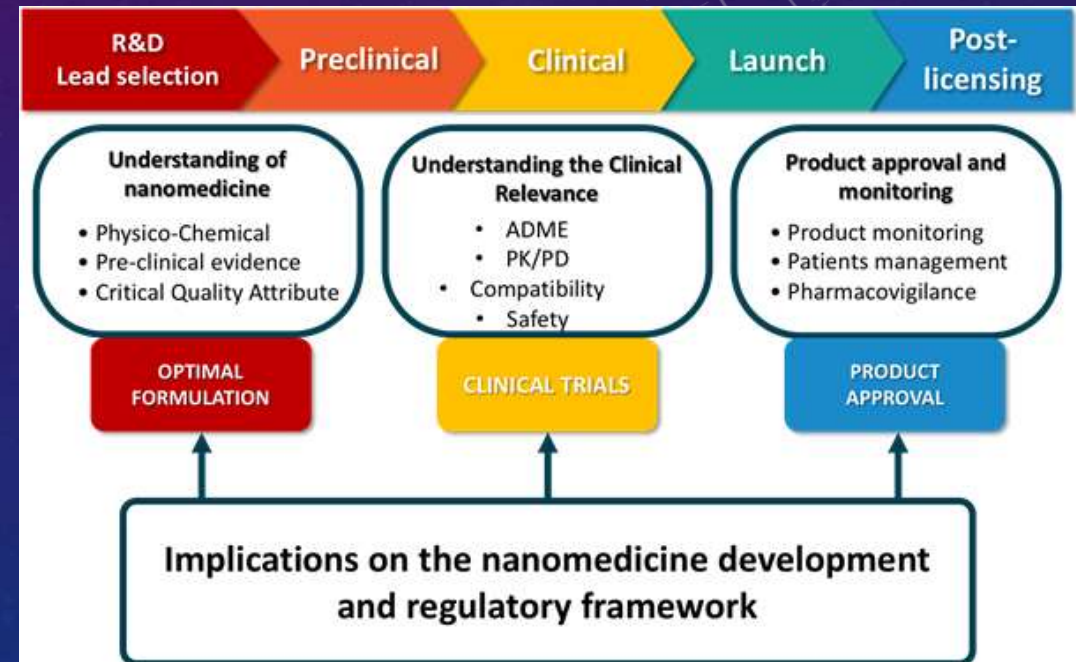 R&D
Lead selection
Preclinical
Clinical
Launch
Post-
licensing
Understanding of
nanomedicine
• Physico-Chemical
• Pre-clinical evidence
• Critical Quality Attribute
OPTIMAL
FORMULATION
Understanding the Clinical
Relevance
• ADME
• PK/PD
• Compatibility
• Safety
CLINICAL TRIALS
Product approval and
monitoring
• Product monitoring
• Patients management
• Pharmacovigilance
PRODUCT
APPROVAL
Implications on the nanomedicine development
and regulatory framework